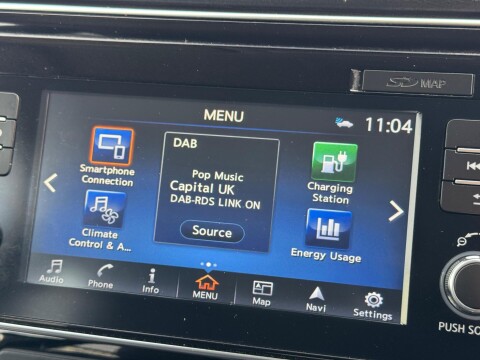 MAP
MENU
11:04
DAB
Pop Music
Capital UK
DAB-RDS LINK ON
Source
Smartphone
Connection
Charging
Station
Climate
Control & A...
Energy Usage
Audio
Phone
Info
MENU
Map
Navi
Settings
PUSH SO